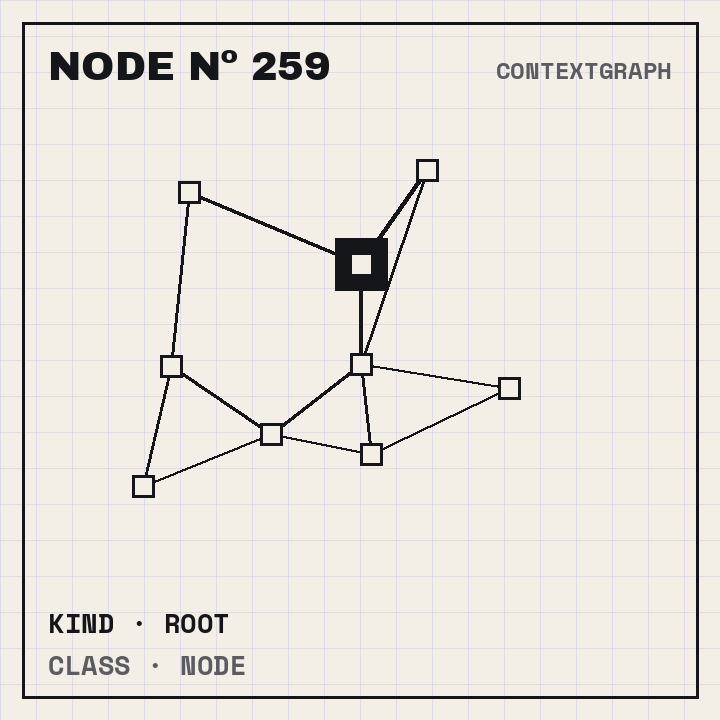 NODE Nº 259
CONTEXTGRAPH
KIND · ROOT
CLASS · NODE